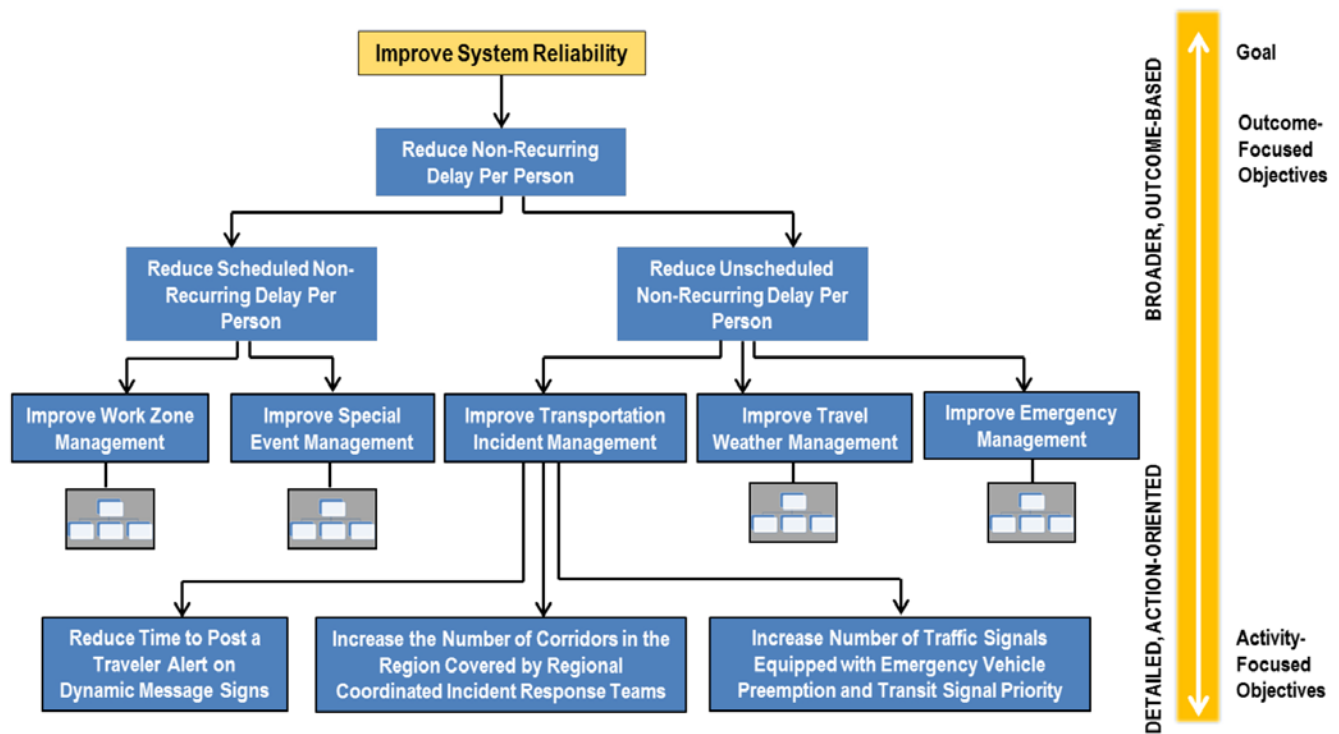 Improve System Reliability
Goal
Reduce Non-Recurring
Delay Per Person
Outcome-
Focused
Objectives
BROADER, OUTCOME-BASED
Reduce Scheduled Non-
Recurring Delay Per
Person
Reduce Unscheduled
Non-Recurring Delay Per
Person
Improve Work Zone
Management
Improve Special
Event Management
Improve Transportation
Incident Management
Improve Travel
Weather Management
Improve Emergency
Management
DETAILED, ACTION-ORIENTED
Reduce Time to Post a
Traveler Alert on
Dynamic Message Signs
Increase the Number of Corridors in the
Region Covered by Regional
Coordinated Incident Response Teams
Increase Number of Traffic Signals
Equipped with Emergency Vehicle
Preemption and Transit Signal Priority
Activity-
Focused
Objectives